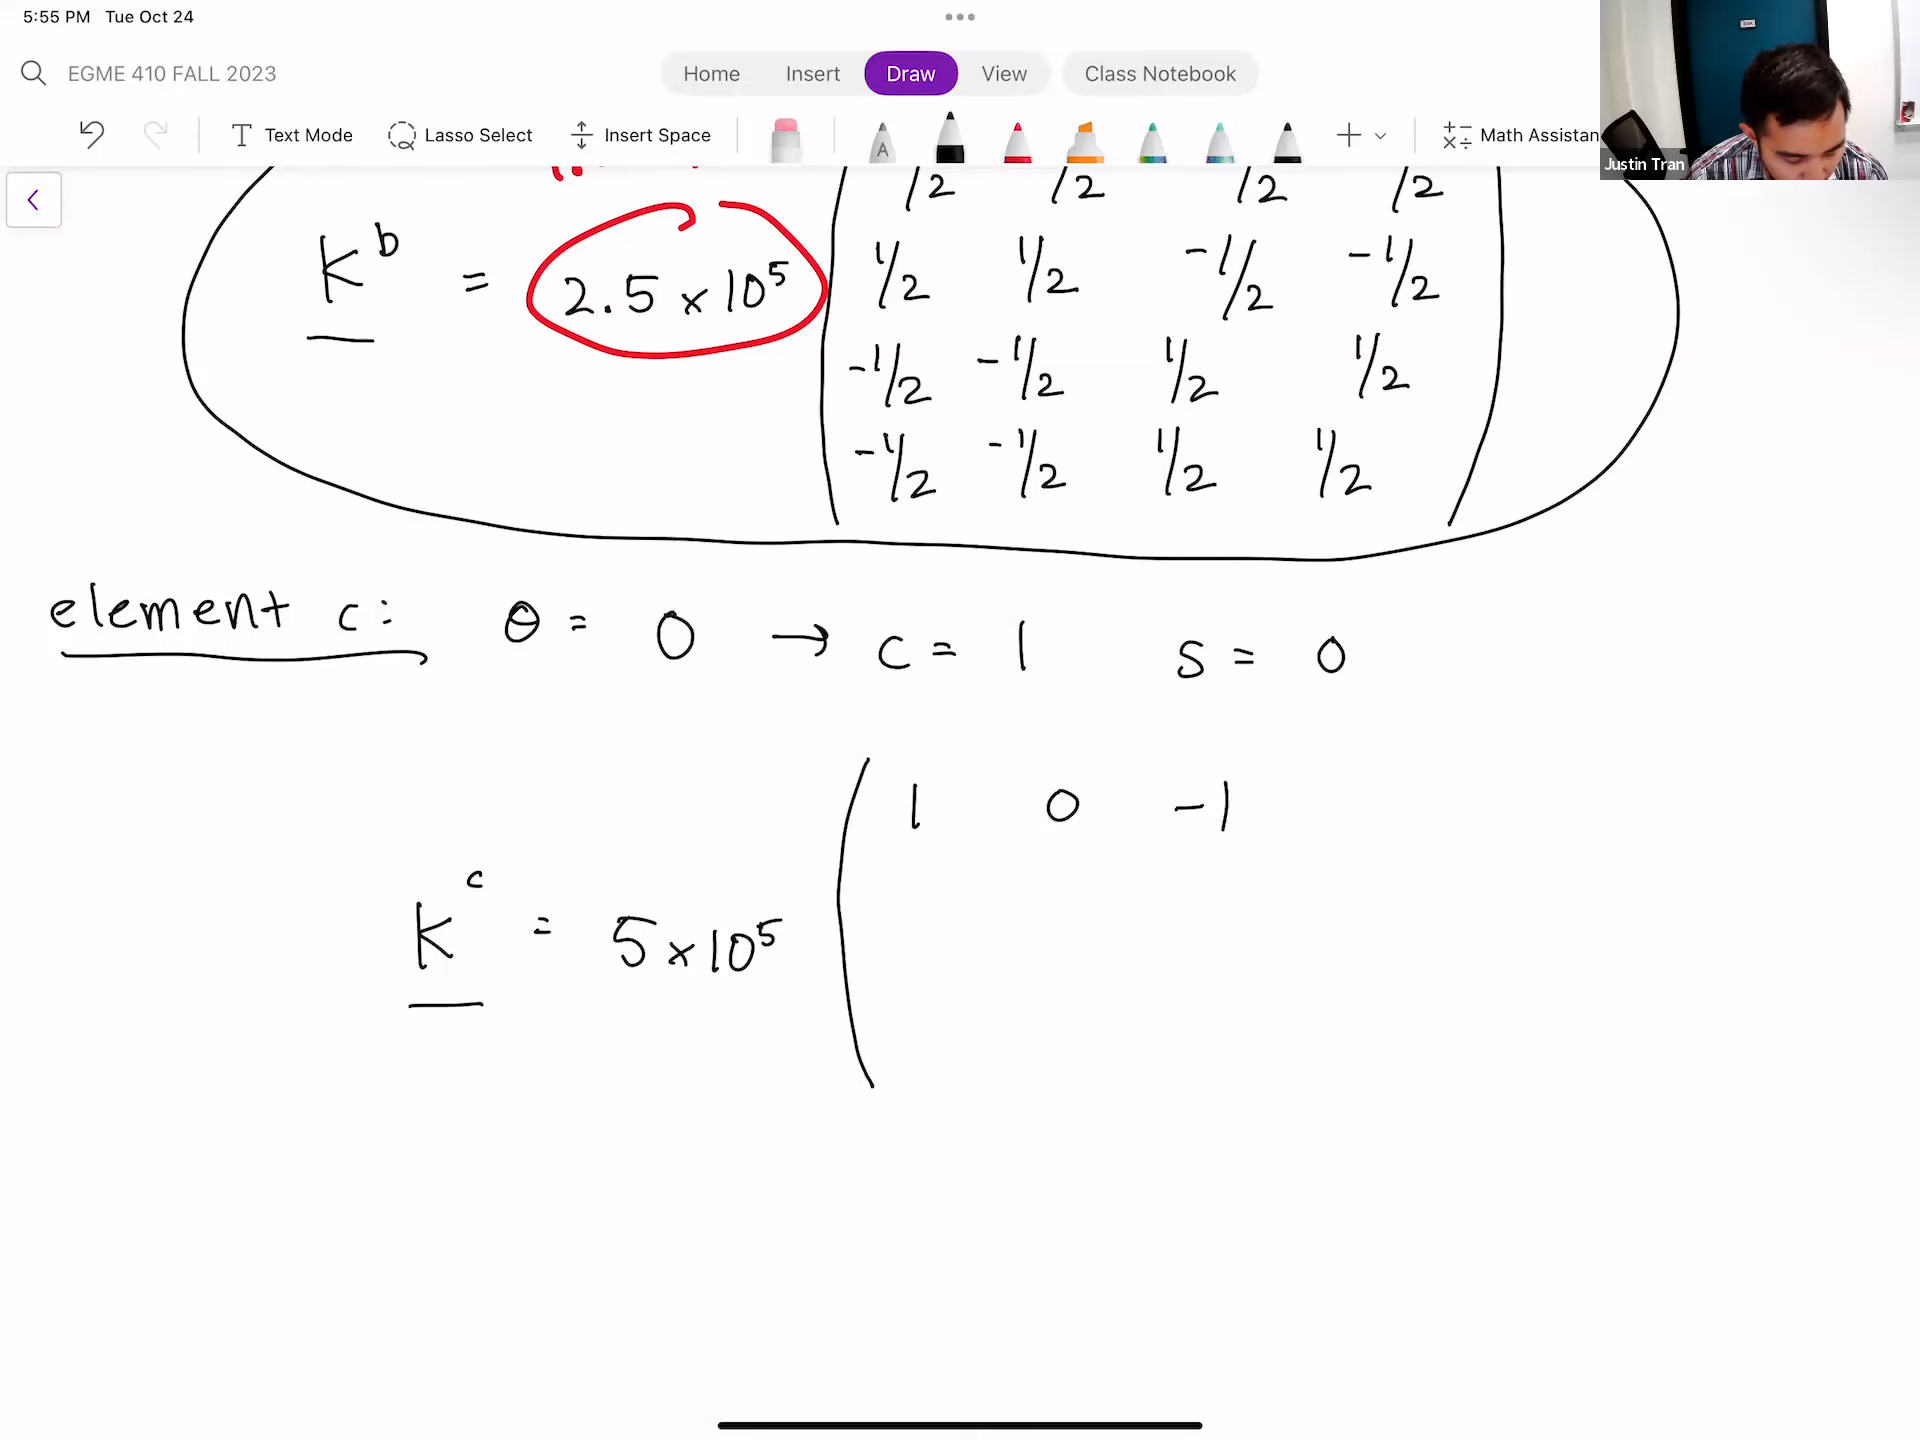 5:55 PM Tue Oct 24
EGME 410 FALL 2023
Home Insert Draw View Class Notebook
Text Mode Lasso Select Insert Space A Math Assistan
Justin Tran
/2 /2 /2 /2
K^b = 2.5 x 10^5
1/2 1/2 -1/2 -1/2
-1/2 -1/2 1/2 1/2
-1/2 -1/2 1/2 1/2
element c: θ = 0 → c = 1 s = 0
1 0 -1
K^c = 5 x 10^5